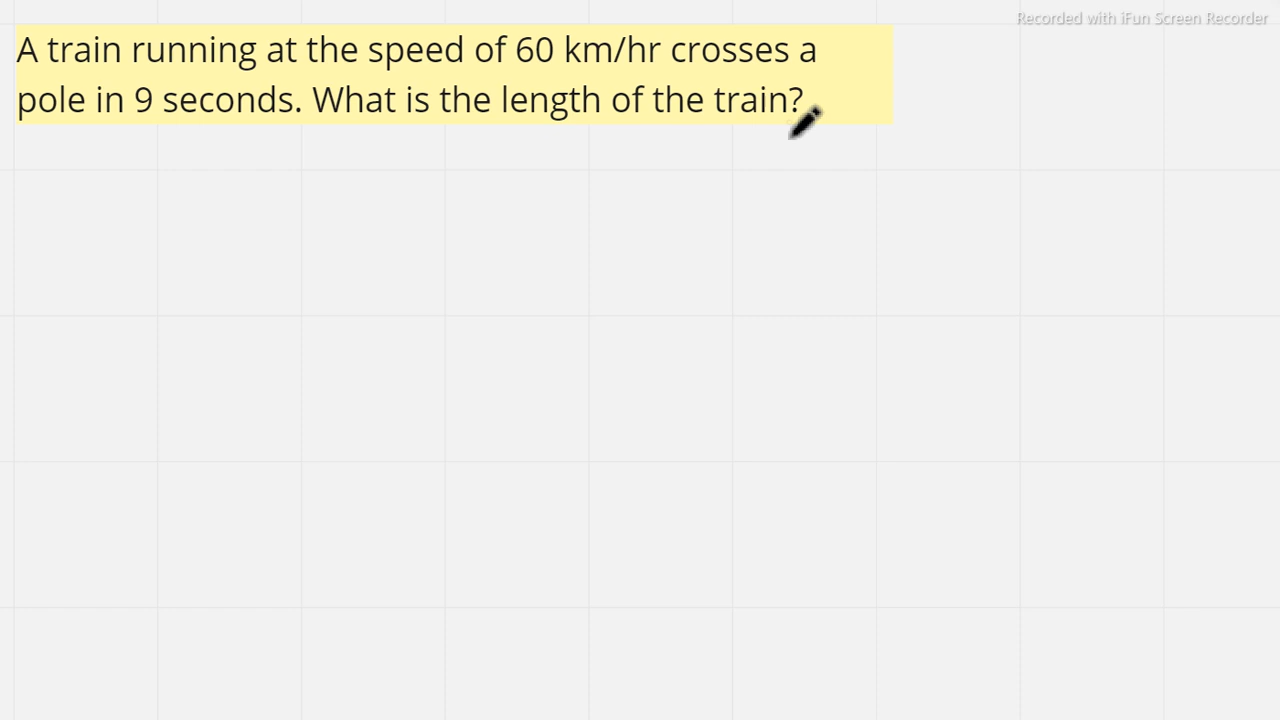 Recorded with iFun Screen Recorder
A train running at the speed of 60 km/hr crosses a
pole in 9 seconds. What is the length of the train?